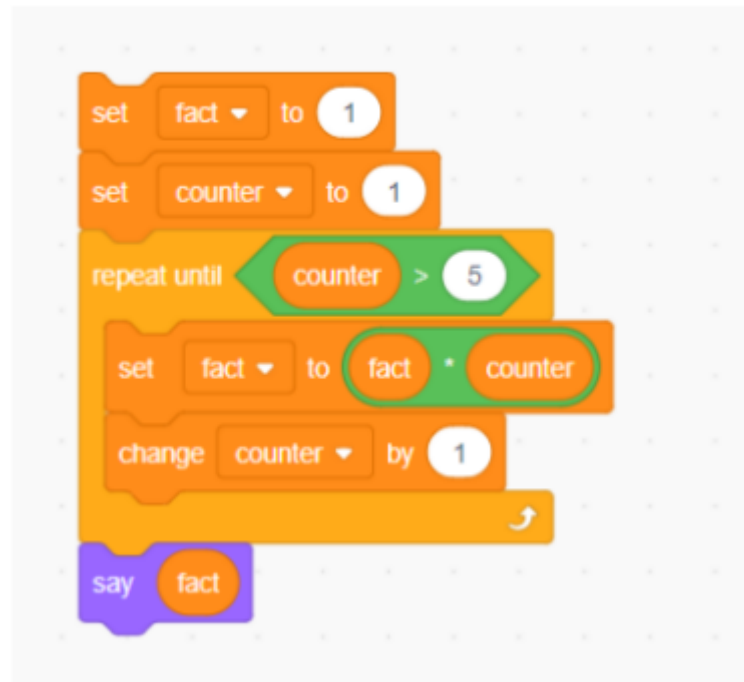 set fact to 1
set counter to 1
repeat until counter > 5
set fact to fact * counter
change counter by 1
say fact